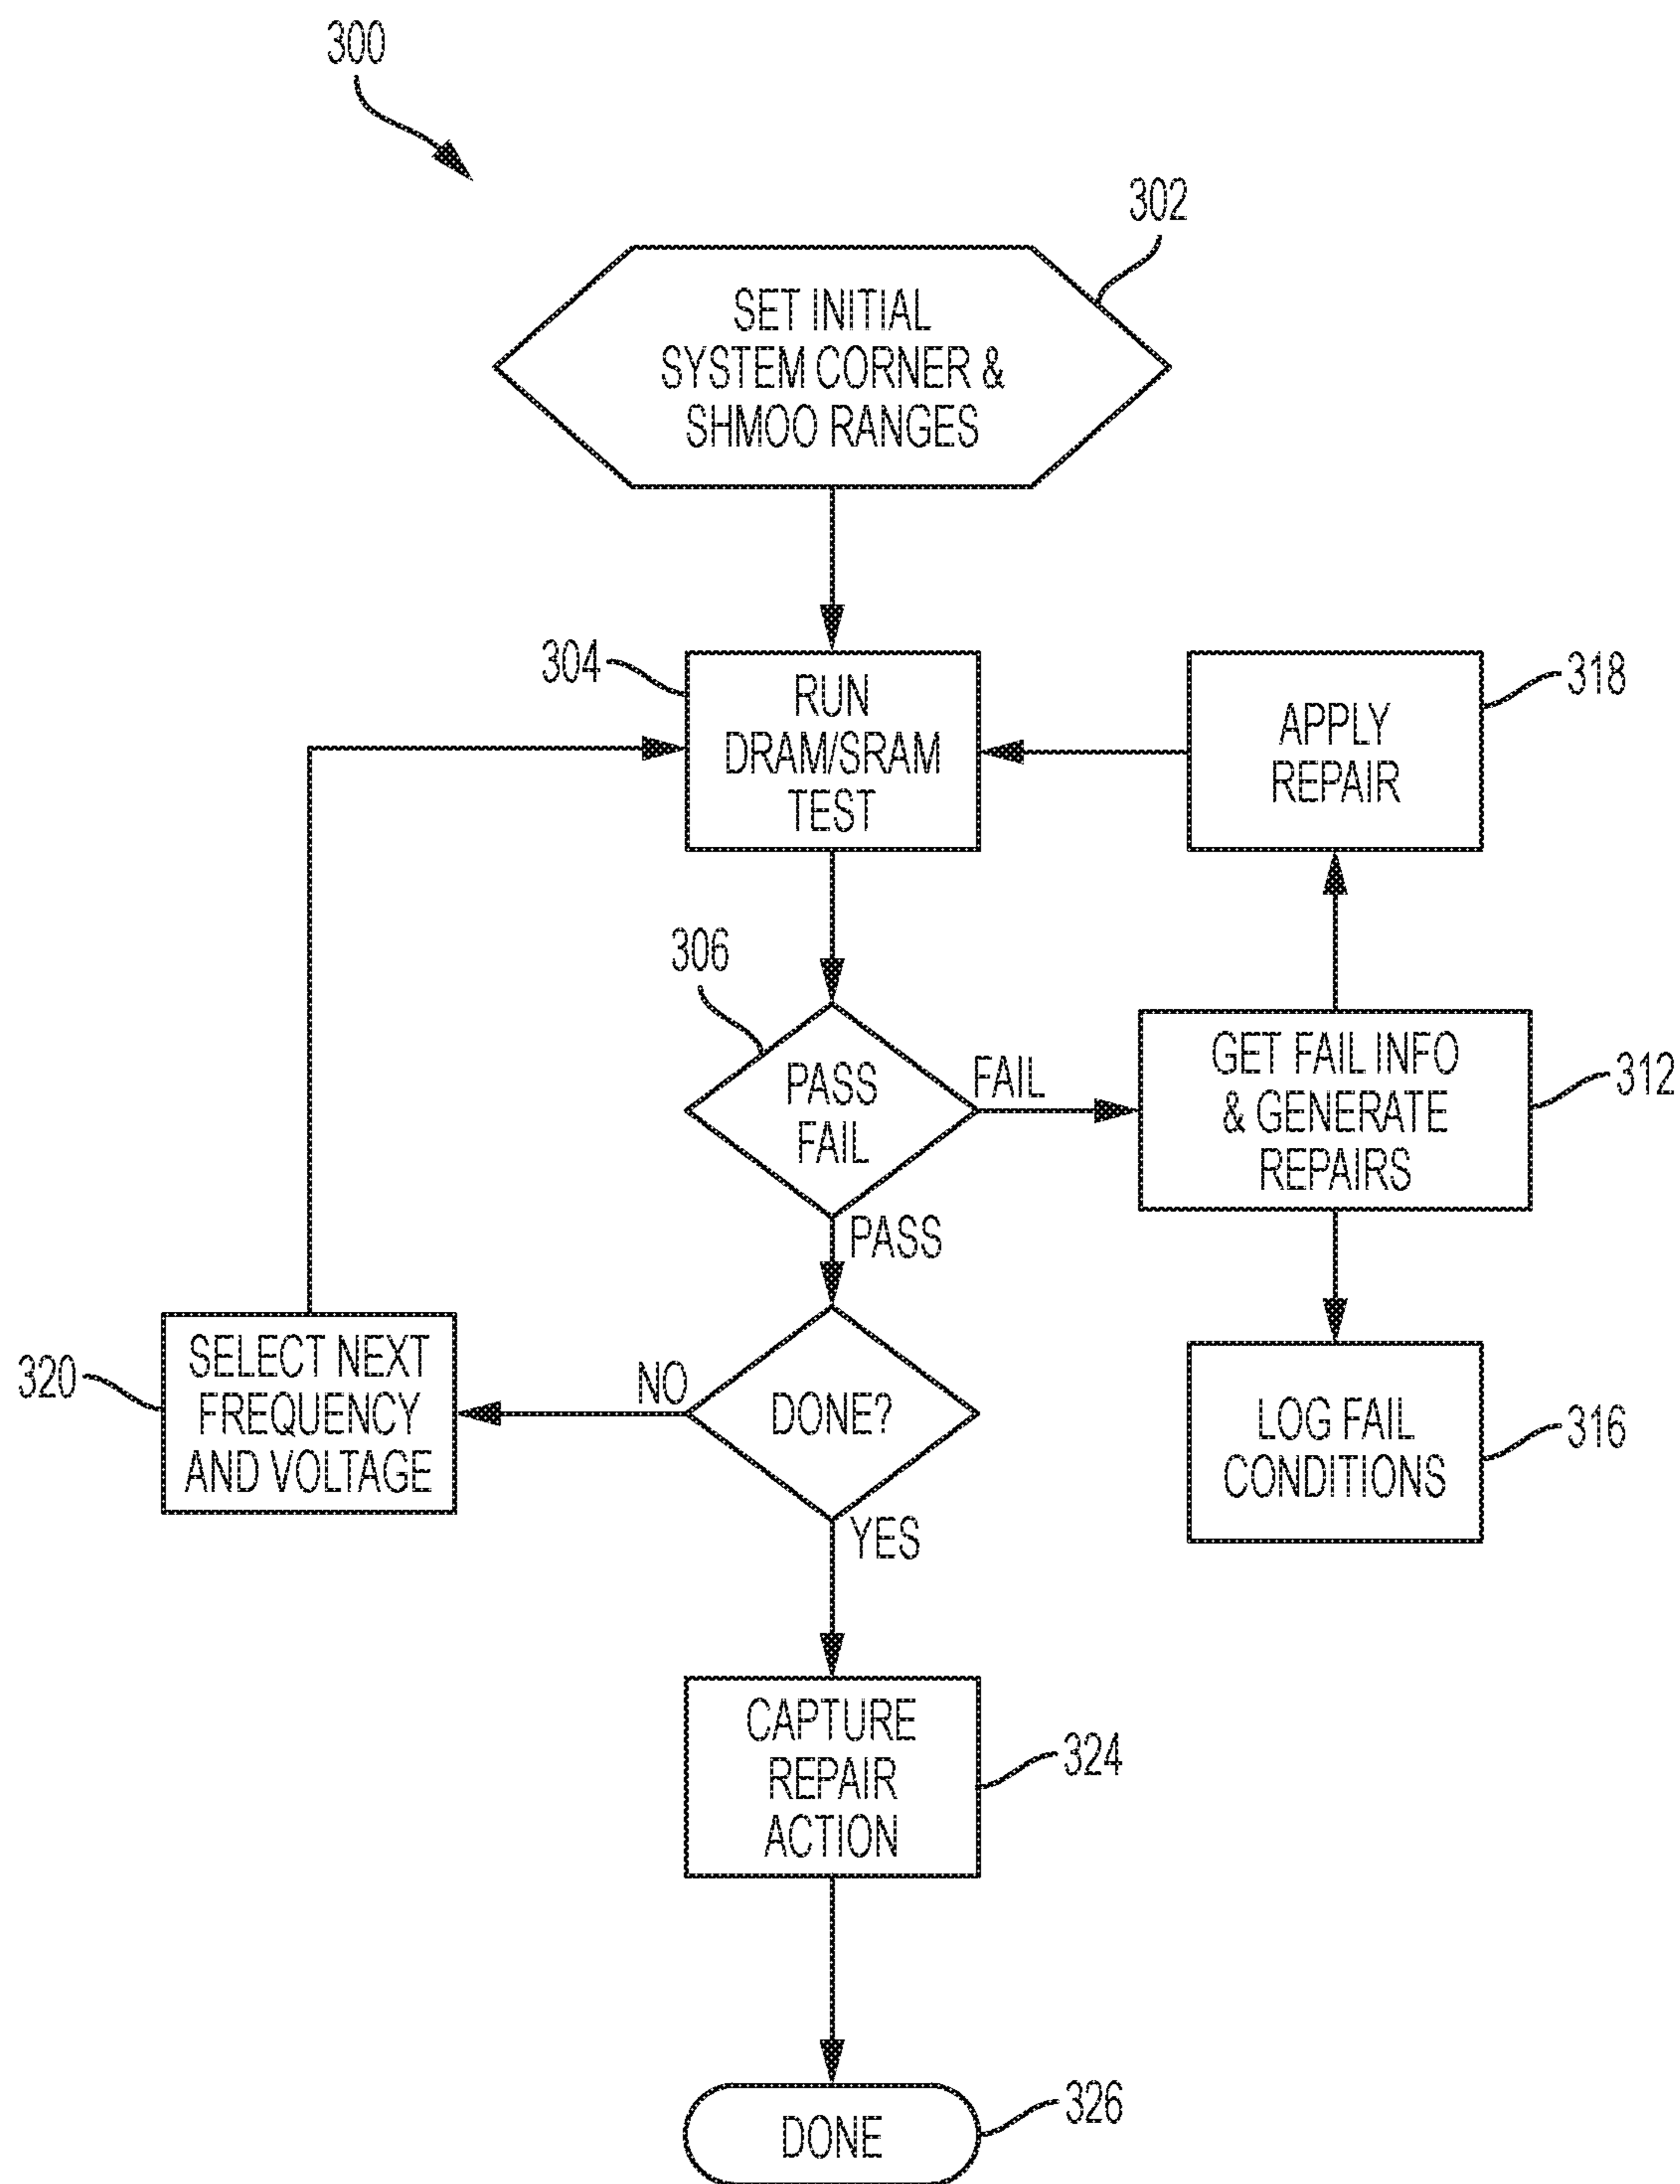 300
302
SET INITIAL
SYSTEM CORNER &
SHMOO RANGES
304
RUN
DRAM/SRAM
TEST
318
APPLY
REPAIR
306
PASS
FAIL
FAIL
GET FAIL INFO
& GENERATE
REPAIRS
312
PASS
320
SELECT NEXT
FREQUENCY
AND VOLTAGE
NO
DONE?
LOG FAIL
CONDITIONS
316
YES
CAPTURE
REPAIR
ACTION
324
DONE
326